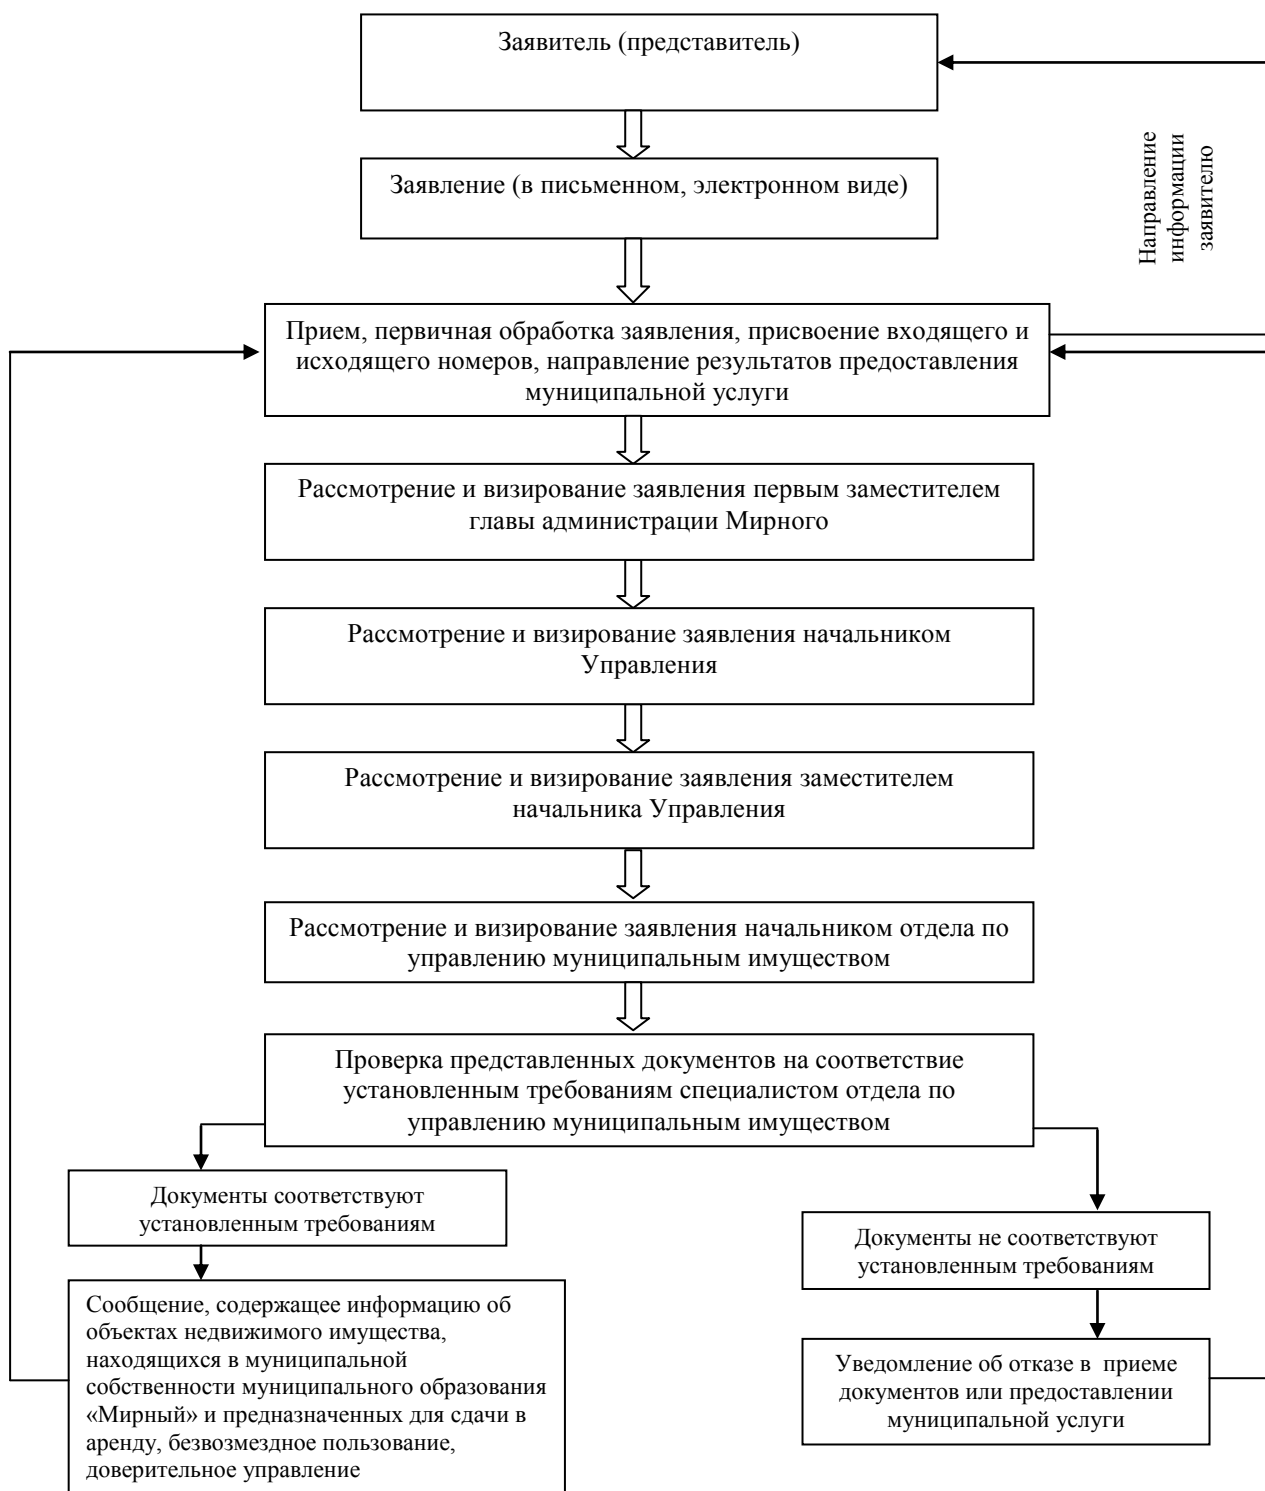 Заявитель (представитель)
Заявление (в письменном, электронном виде)
Направление
информации
заявителю
Прием, первичная обработка заявления, присвоение входящего и
исходящего номеров, направление результатов предоставления
муниципальной услуги
Рассмотрение и визирование заявления первым заместителем
главы администрации Мирного
Рассмотрение и визирование заявления начальником
Управления
Рассмотрение и визирование заявления заместителем
начальника Управления
Рассмотрение и визирование заявления начальником отдела по
управлению муниципальным имуществом
Проверка представленных документов на соответствие
установленным требованиям специалистом отдела по
управлению муниципальным имуществом
Документы соответствуют
установленным требованиям
Сообщение, содержащее информацию об
объектах недвижимого имущества,
находящихся в муниципальной
собственности муниципального образования
«Мирный» и предназначенных для сдачи в
аренду, безвозмездное пользование,
доверительное управление
Документы не соответствуют
установленным требованиям
Уведомление об отказе в приеме
документов или предоставлении
муниципальной услуги